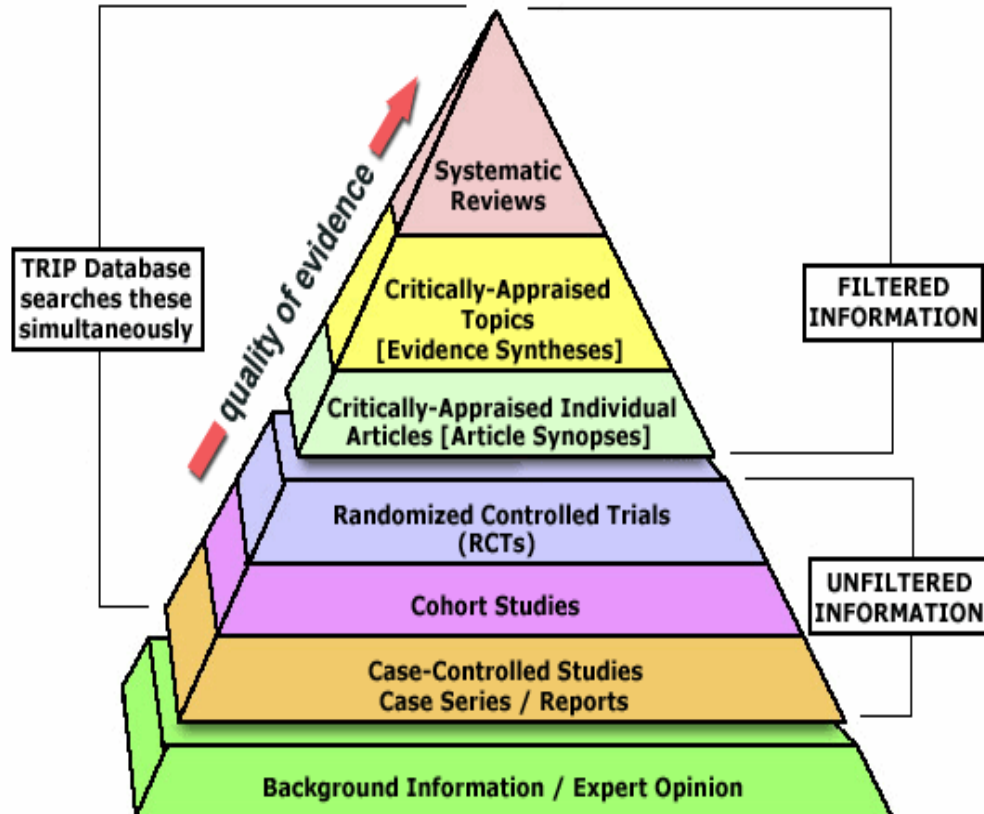 Systematic
Reviews
quality of evidence
TRIP Database
searches these
simultaneously
FILTERED
INFORMATION
Critically-Appraised
Topics
[Evidence Syntheses]
Critically-Appraised Individual
Articles [Article Synopses]
Randomized Controlled Trials
(RCTs)
UNFILTERED
INFORMATION
Cohort Studies
Case-Controlled Studies
Case Series / Reports
Background Information / Expert Opinion